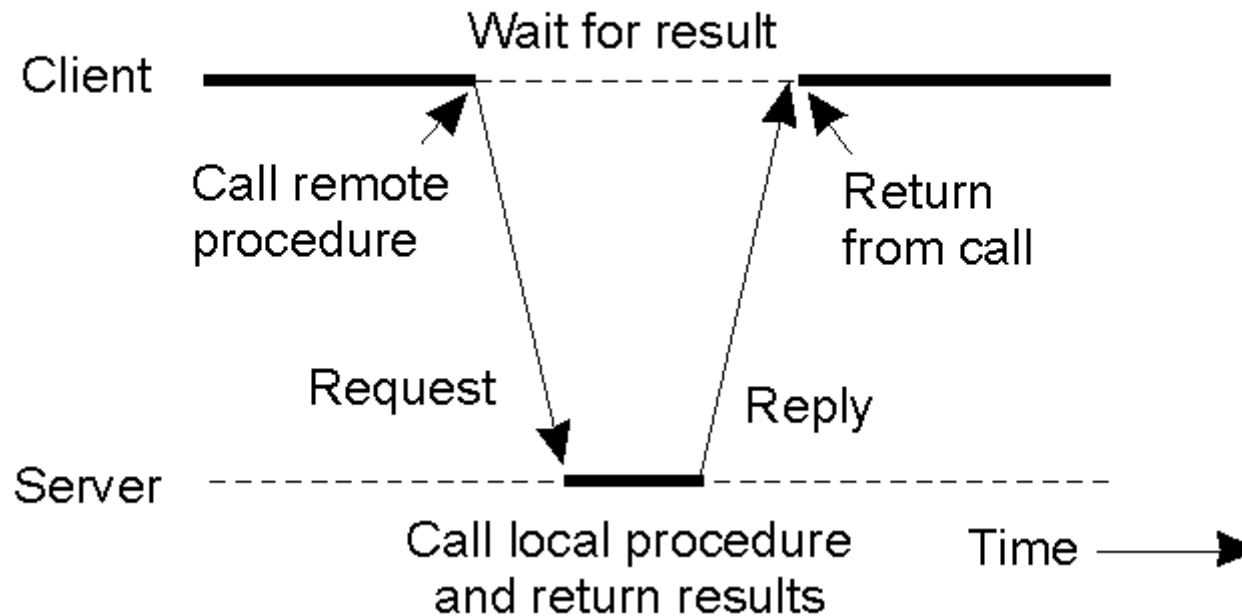 Wait for result
Client
Call remote
procedure
Return
from call
Request
Reply
Server
Call local procedure
and return results
Time